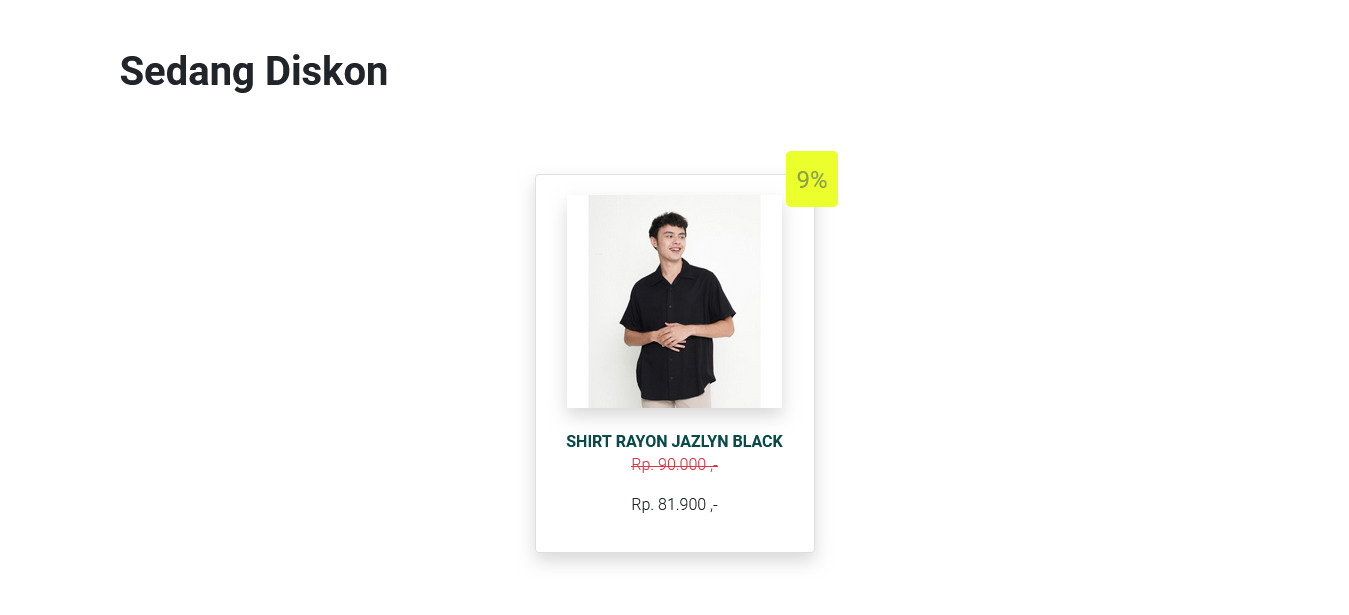 Sedang Diskon
9%
SHIRT RAYON JAZLYN BLACK
Rp. 90.000 ,-
Rp. 81.900 ,-